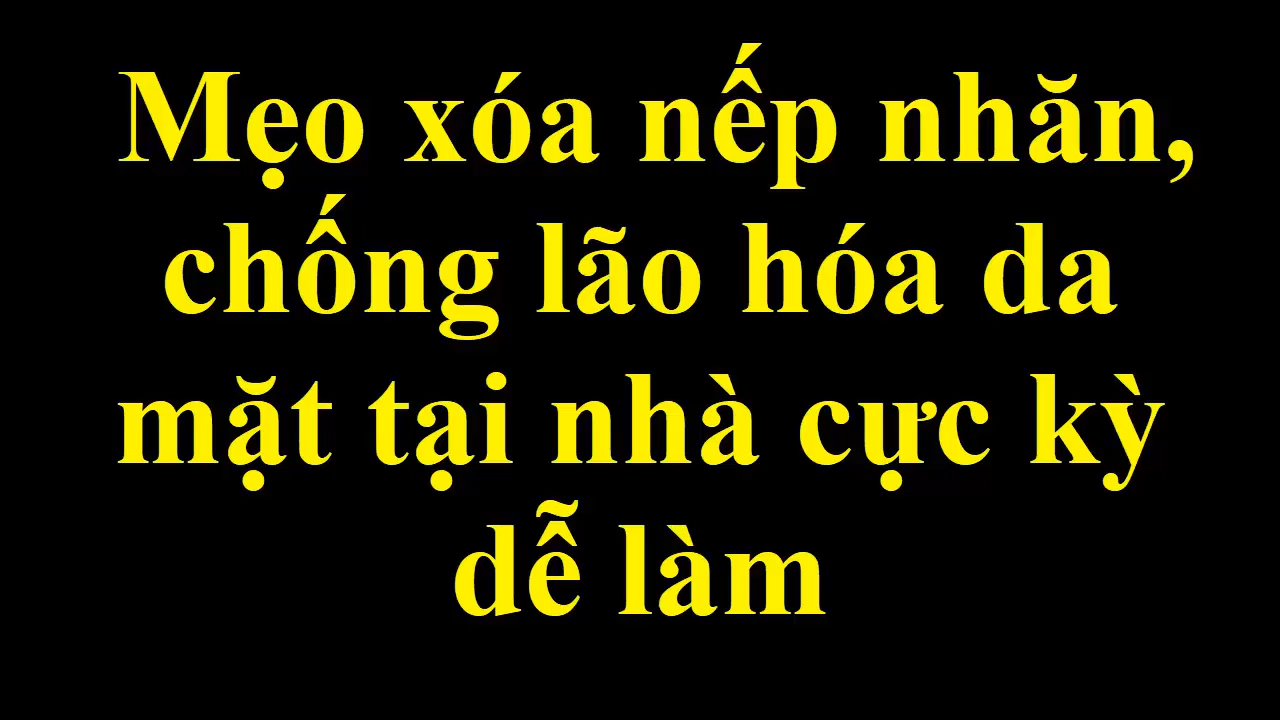 Mẹo xóa nếp nhăn,
chống lão hóa da
mặt tại nhà cực kỳ
dễ làm